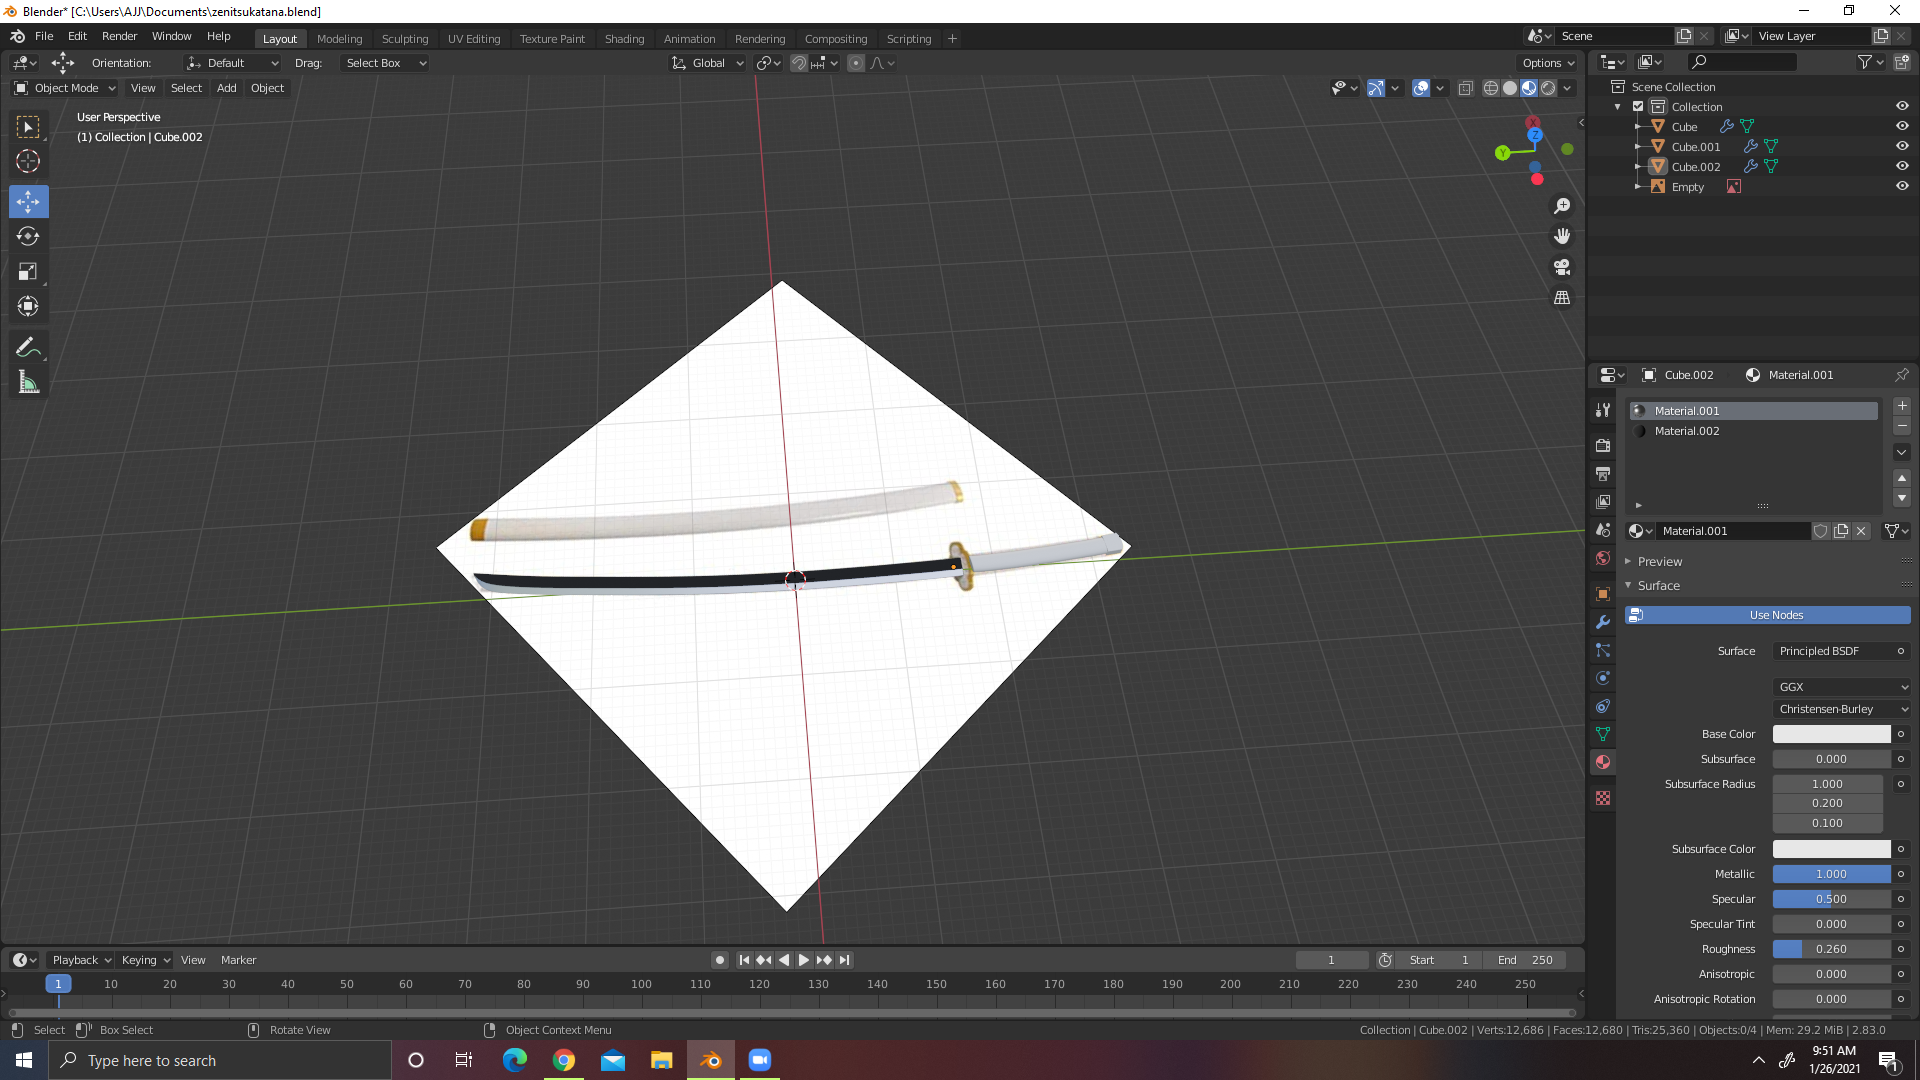 Blender* [C:\Users\AJJ\Documents\zenitsukatana.blend]
File Edit Render Window Help Layout Modeling Sculpting UV Editing Texture Paint Shading Animation Rendering Compositing Scripting Scene View Layer
Orientation: Default Drag: Select Box Global Options
Object Mode View Select Add Object
User Perspective
(1) Collection | Cube.002
X
Z
Y
Scene Collection
Collection
Cube
Cube.001
Cube.002
Empty
Cube.002 Material.001
Material.001
Material.002
Material.001
Preview
Surface
Use Nodes
Surface Principled BSDF
GGX
Christensen-Burley
Base Color
Subsurface 0.000
Subsurface Radius 1.000
0.200
0.100
Subsurface Color
Metallic 1.000
Specular 0.500
Specular Tint 0.000
Roughness 0.260
Anisotropic 0.000
Anisotropic Rotation 0.000
Playback Keying View Marker 1 Start 1 End 250
1 10 20 30 40 50 60 70 80 90 100 110 120 130 140 150 160 170 180 190 200 210 220 230 240 250
Select Box Select Rotate View Object Context Menu Collection | Cube.002 | Verts:12,686 | Faces:12,680 | Tris:25,360 | Objects:0/4 | Mem: 29.2 MiB | 2.83.0
Type here to search
9:51 AM
1/26/2021
1